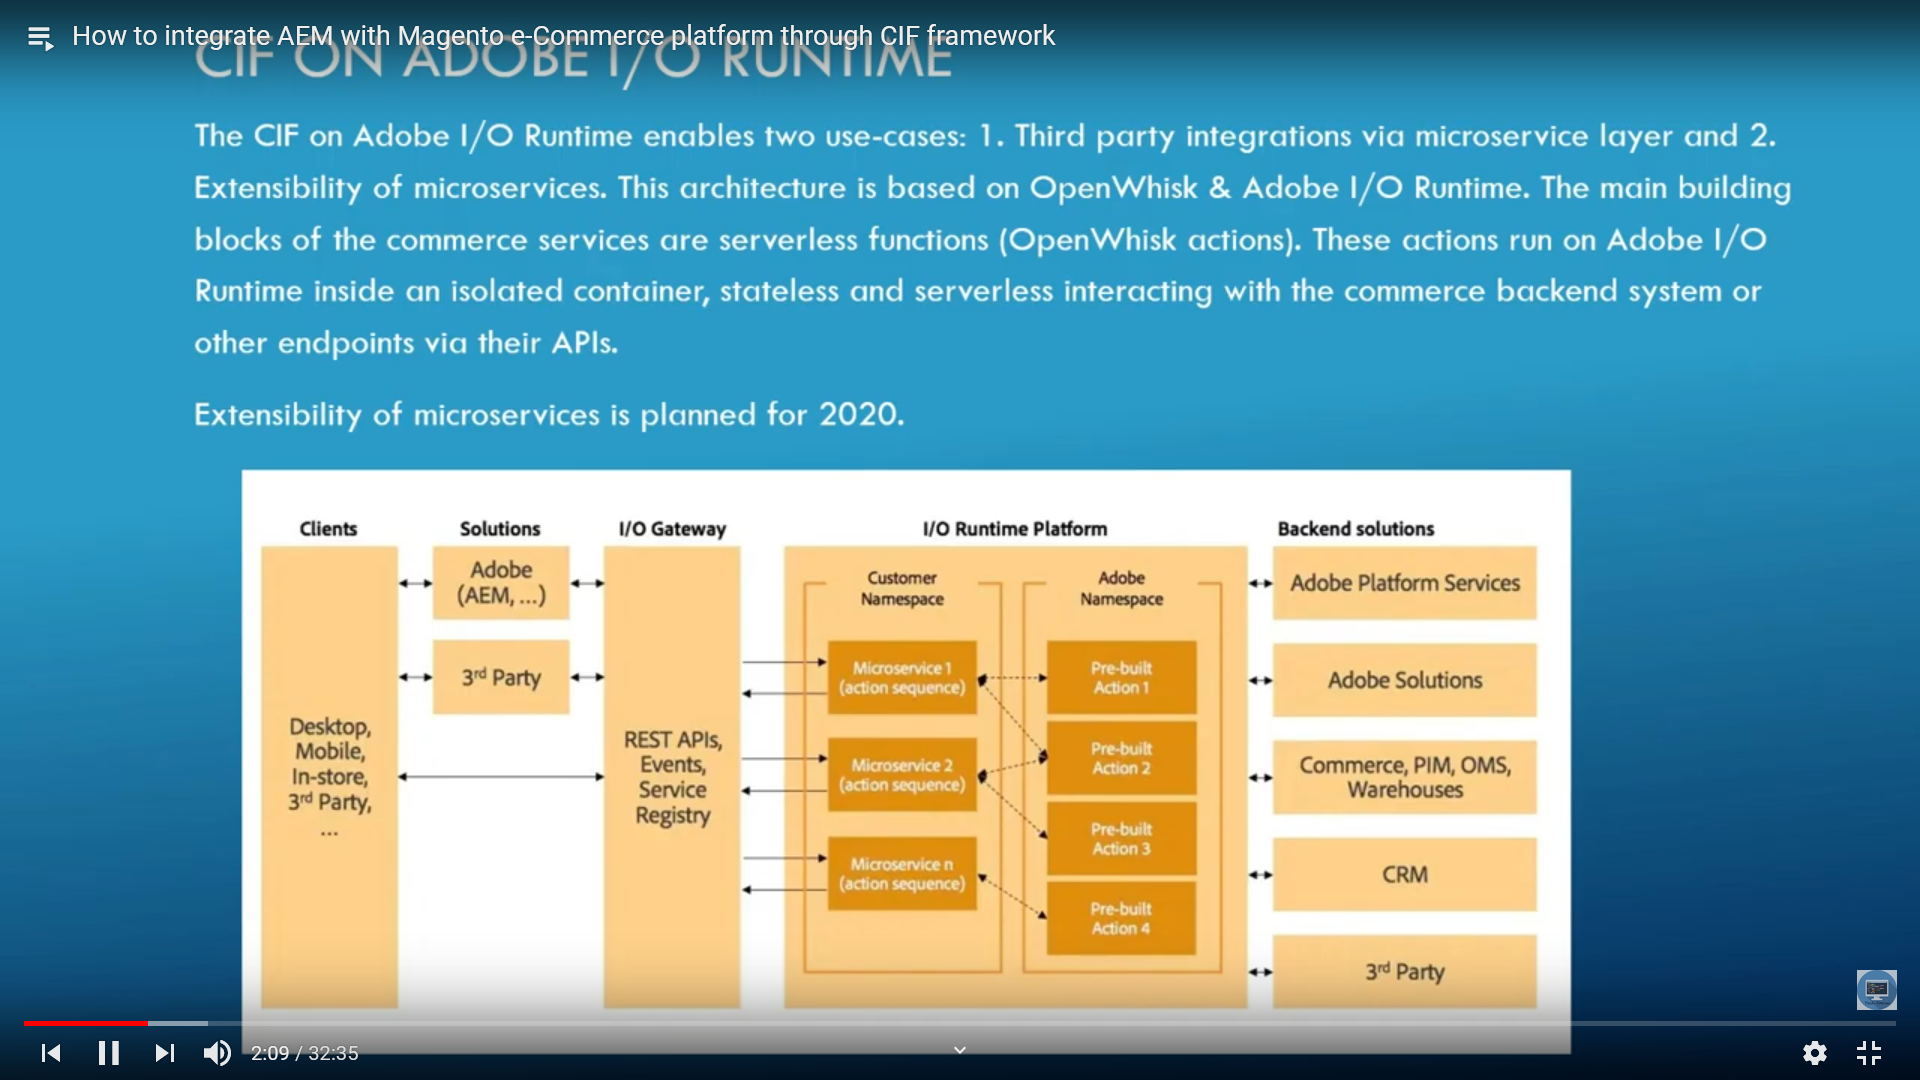 How to integrate AEM with Magento e-Commerce platform through CIF framework
CIF ON ADOBE I/O RUNTIME
The CIF on Adobe I/O Runtime enables two use-cases: 1. Third party integrations via microservice layer and 2.
Extensibility of microservices. This architecture is based on OpenWhisk & Adobe I/O Runtime. The main building
blocks of the commerce services are serverless functions (OpenWhisk actions). These actions run on Adobe I/O
Runtime inside an isolated container, stateless and serverless interacting with the commerce backend system or
other endpoints via their APIs.
Extensibility of microservices is planned for 2020.
Clients
Desktop,
Mobile,
In-store,
3rd Party,
...
Solutions
Adobe
(AEM, ...)
3rd Party
I/O Gateway
REST APIs,
Events,
Service
Registry
I/O Runtime Platform
Customer
Namespace
Microservice 1
(action sequence)
Microservice 2
(action sequence)
Microservice n
(action sequence)
Adobe
Namespace
Pre-built
Action 1
Pre-built
Action 2
Pre-built
Action 3
Pre-built
Action 4
Backend solutions
Adobe Platform Services
Adobe Solutions
Commerce, PIM, OMS,
Warehouses
CRM
3rd Party
2:09 / 32:35